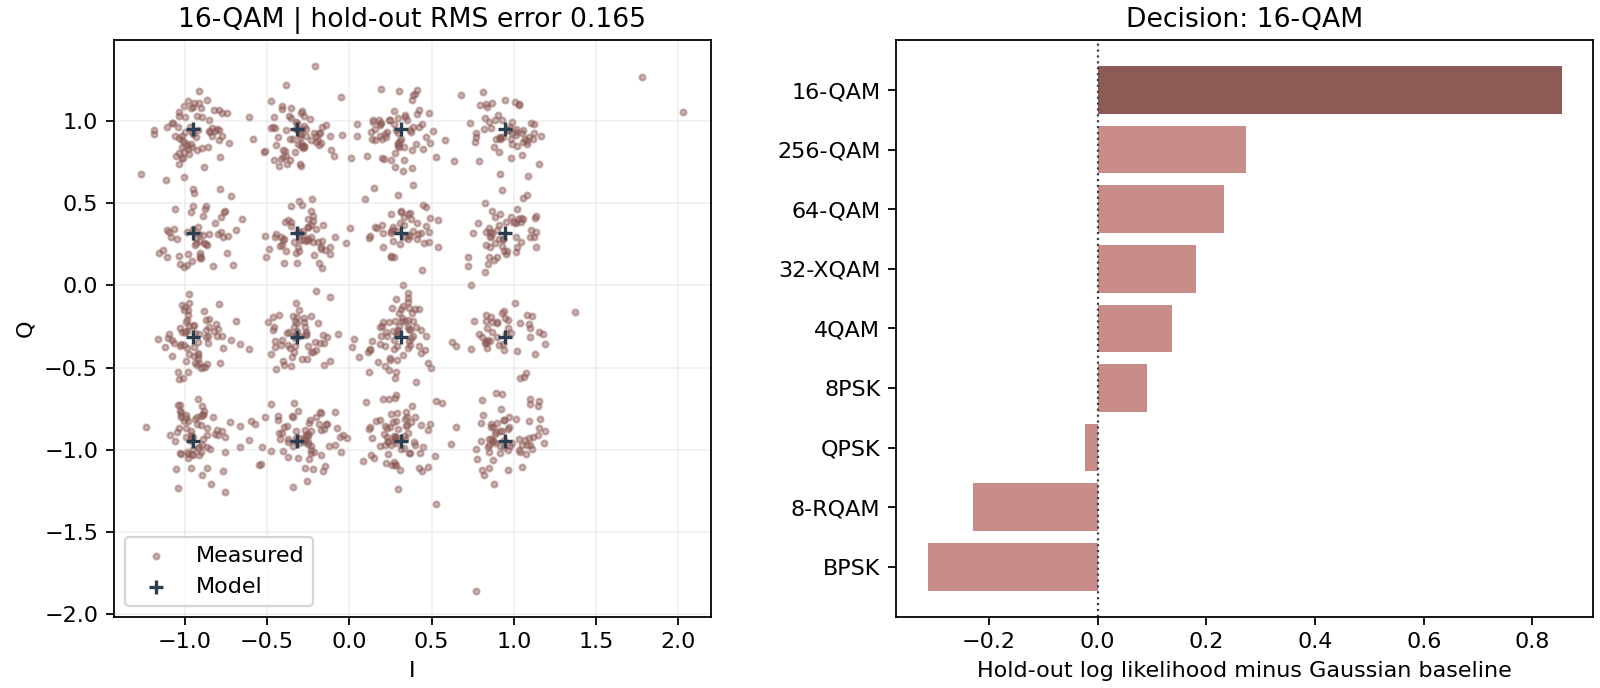 16-QAM | hold-out RMS error 0.165
1.0
0.5
0.0
−0.5
−1.0
−1.5
−2.0
Q
Measured
Model
−1.0 −0.5 0.0 0.5 1.0 1.5 2.0
I
Decision: 16-QAM
16-QAM
256-QAM
64-QAM
32-XQAM
4QAM
8PSK
QPSK
8-RQAM
BPSK
−0.2 0.0 0.2 0.4 0.6 0.8
Hold-out log likelihood minus Gaussian baseline